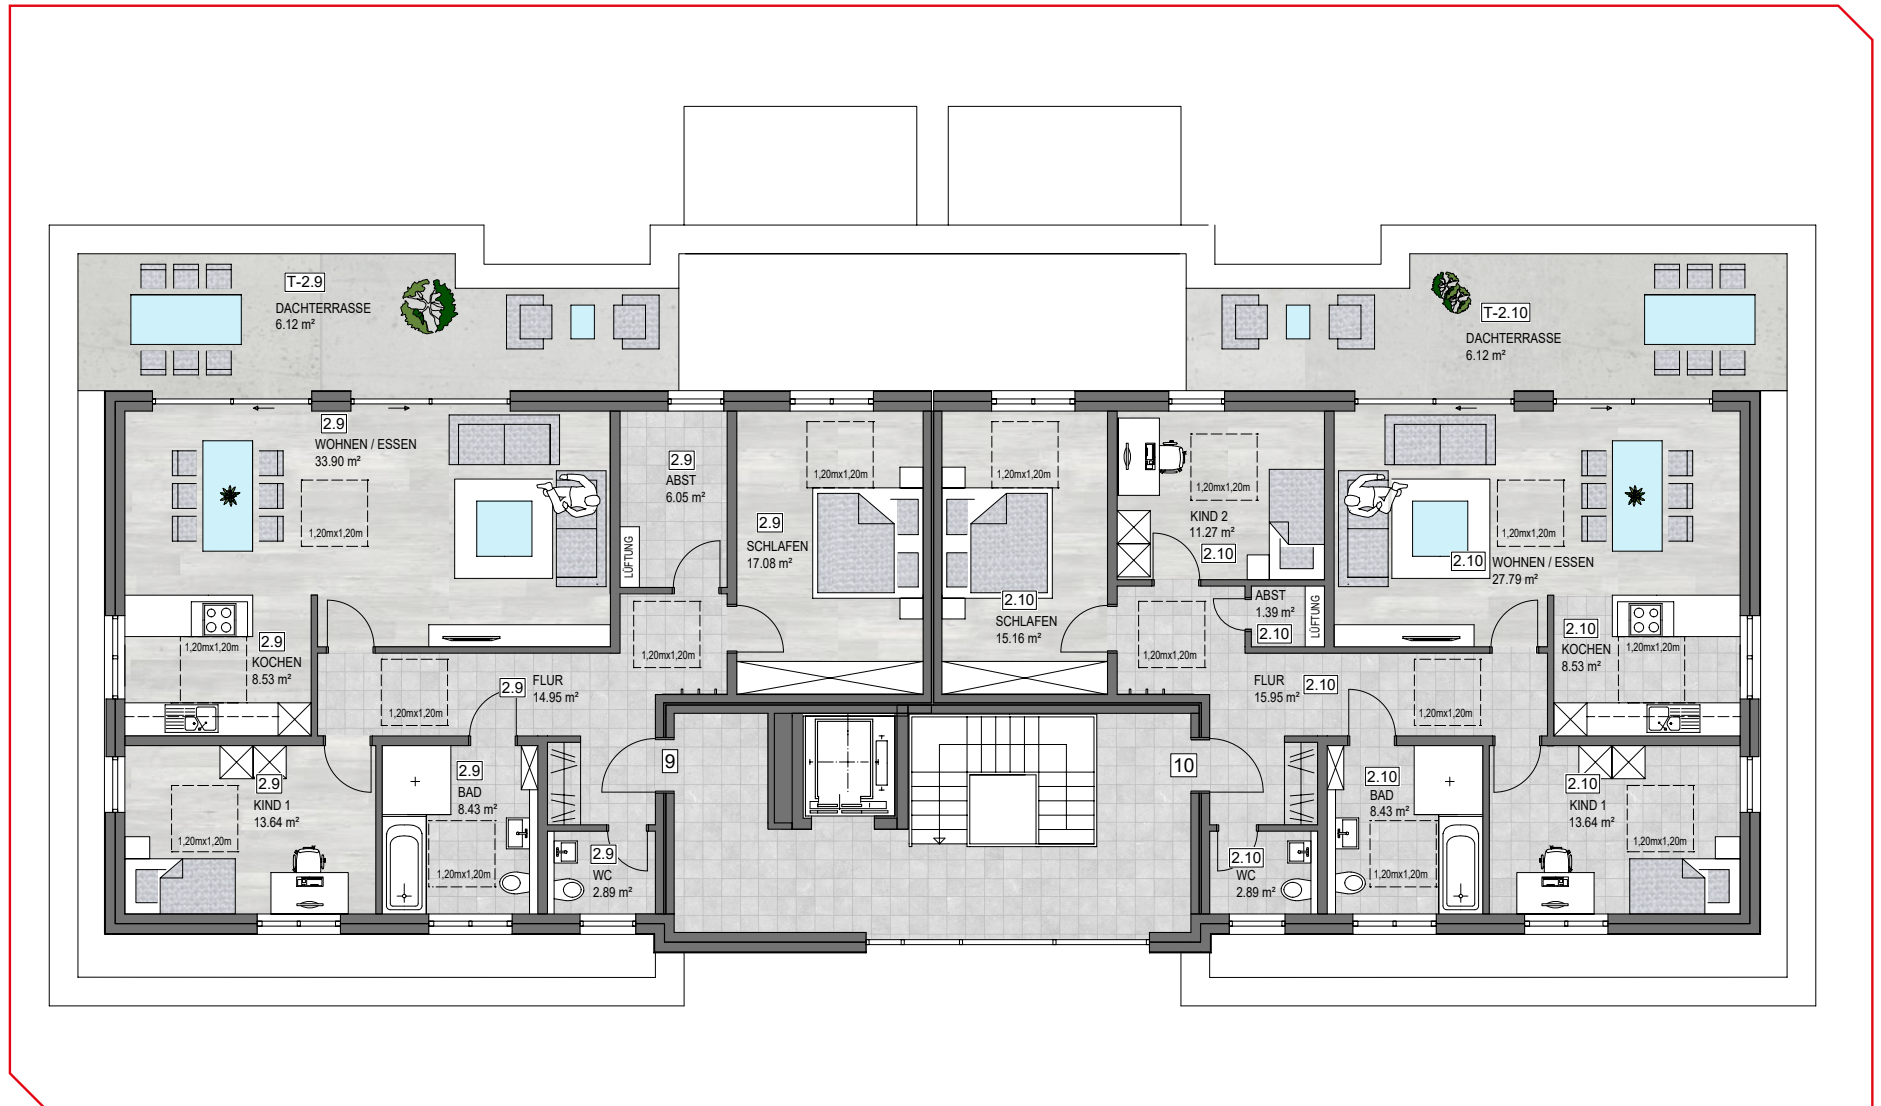 T-2.9
DACHTERRASSE
6.12 m²
T-2.10
DACHTERRASSE
6.12 m²
2.9
WOHNEN / ESSEN
33.90 m²
1,20mx1,20m
2.9
ABST
6.05 m²
LÜFTUNG
1,20mx1,20m
2.9
SCHLAFEN
17.08 m²
1,20mx1,20m
2.10
SCHLAFEN
15.16 m²
1,20mx1,20m
KIND 2
11.27 m²
2.10
ABST
1.39 m²
2.10
LÜFTUNG
1,20mx1,20m
2.10
WOHNEN / ESSEN
27.79 m²
1,20mx1,20m
2.9
KOCHEN
8.53 m²
1,20mx1,20m
1,20mx1,20m
2.9
FLUR
14.95 m²
1,20mx1,20m
FLUR
15.95 m²
2.10
1,20mx1,20m
2.10
KOCHEN
8.53 m²
1,20mx1,20m
1,20mx1,20m
2.9
KIND 1
13.64 m²
1,20mx1,20m
2.9
BAD
8.43 m²
1,20mx1,20m
2.9
WC
2.89 m²
9
10
2.10
WC
2.89 m²
2.10
BAD
8.43 m²
1,20mx1,20m
2.10
KIND 1
13.64 m²
1,20mx1,20m